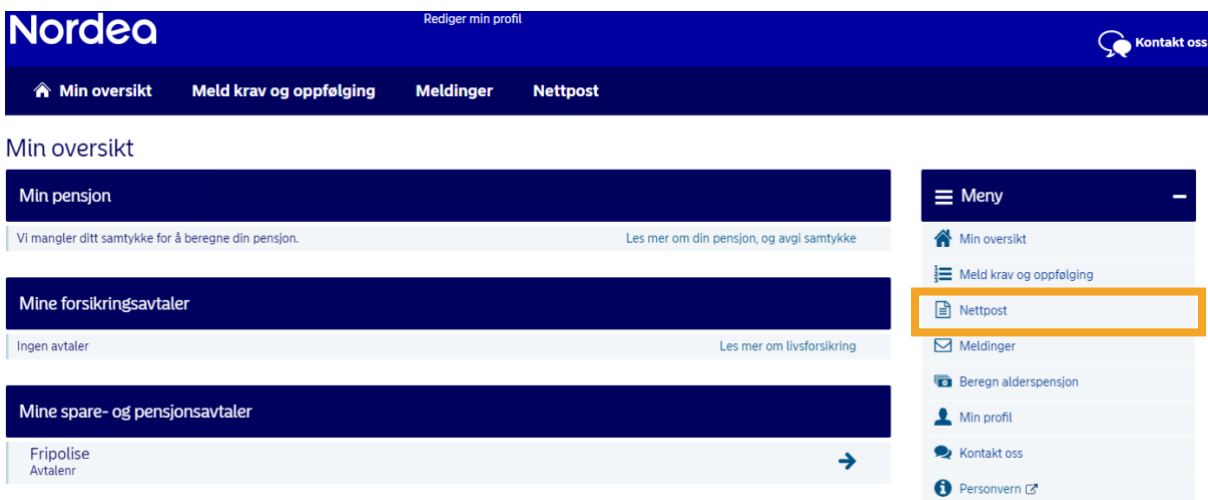 Nordea
Rediger min profil
Kontakt oss
Min oversikt
Meld krav og oppfølging
Meldinger
Nettpost
Min oversikt
Min pensjon
Vi mangler ditt samtykke for å beregne din pensjon.
Les mer om din pensjon, og avgi samtykke
Mine forsikringsavtaler
Ingen avtaler
Les mer om livsforsikring
Mine spare- og pensjonsavtaler
Fripolise
Avtalenr
Meny
Min oversikt
Meld krav og oppfølging
Nettpost
Meldinger
Beregn alderspensjon
Min profil
Kontakt oss
Personvern